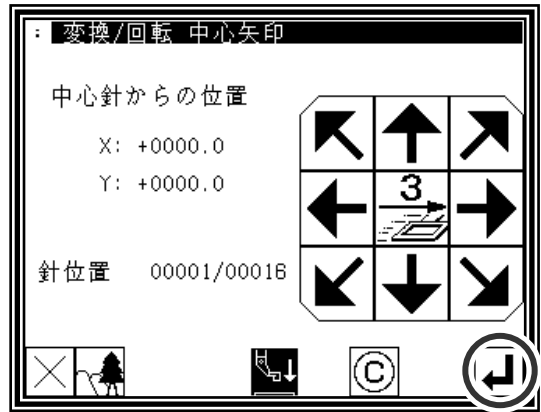 : 変換/回転 中心矢印
中心針からの位置
X: +0000.0
Y: +0000.0
3
針位置 00001/00016
©